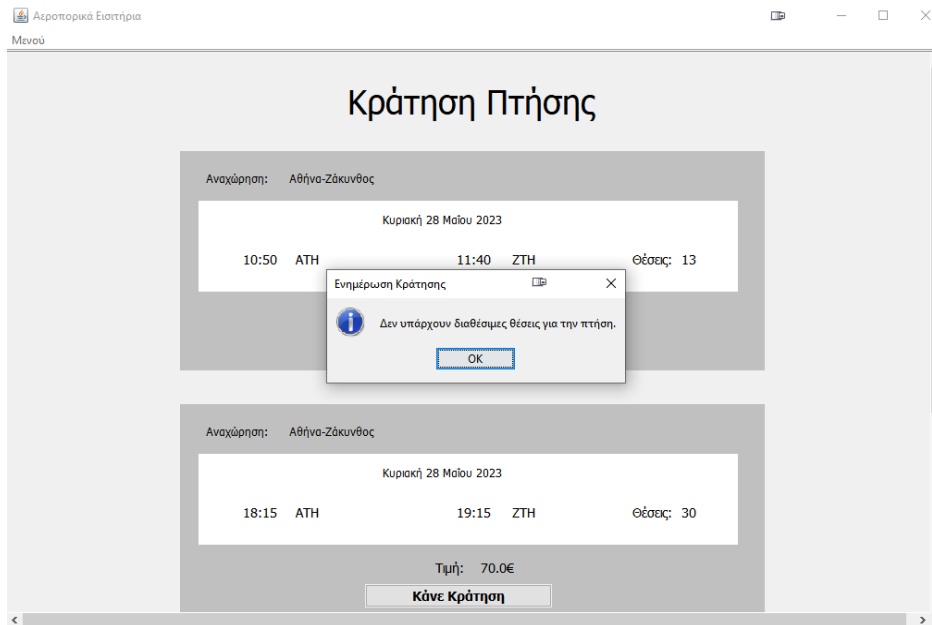 Αεροπορικά Εισιτήρια
Μενού
Κράτηση Πτήσης
Αναχώρηση: Αθήνα-Ζάκυνθος
Κυριακή 28 Μαΐου 2023
10:50 ATH 11:40 ZTH Θέσεις: 13
Ενημέρωση Κράτησης
Δεν υπάρχουν διαθέσιμες θέσεις για την πτήση.
OK
Αναχώρηση: Αθήνα-Ζάκυνθος
Κυριακή 28 Μαΐου 2023
18:15 ATH 19:15 ZTH Θέσεις: 30
Τιμή: 70.0€
Κάνε Κράτηση